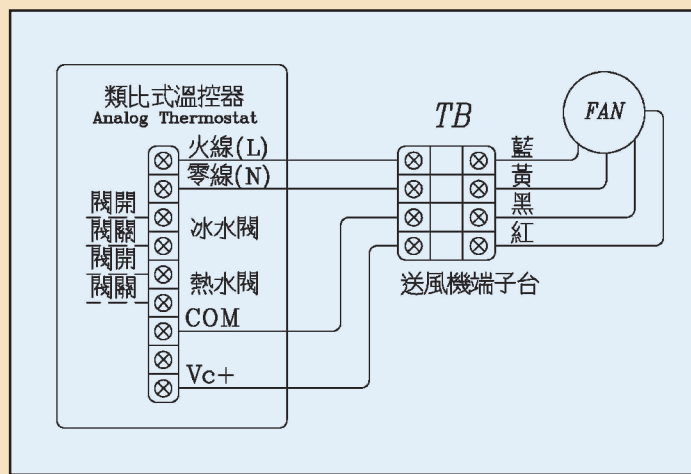 類比式溫控器
Analog Thermostat
火線(L)
零線(N)
閥開
閥關
冰水閥
閥開
閥關
熱水閥
COM
Vc+
TB
送風機端子台
藍
黃
黑
紅
FAN